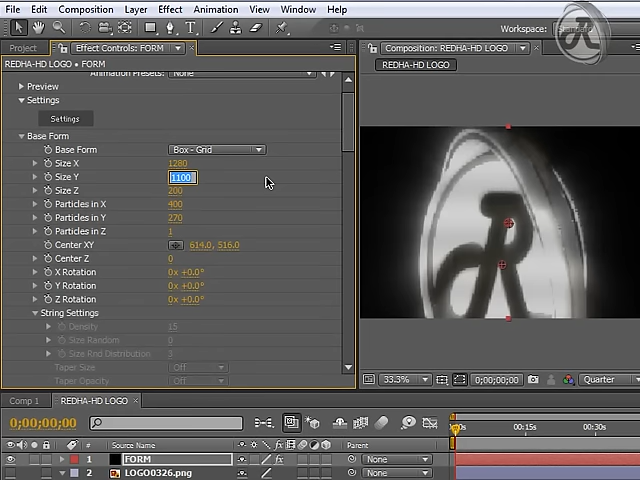 File Edit Composition Layer Effect Animation View Window Help
Workspace: Standard
Project Effect Controls: FORM Composition: REDHA-HD LOGO
REDHA-HD LOGO • FORM REDHA-HD LOGO
Animation Presets: None
Preview
Settings
Settings
Base Form
Base Form Box - Grid
Size X 1280
Size Y 1100
Size Z 200
Particles in X 400
Particles in Y 270
Particles in Z 1
Center XY 614.0, 516.0
Center Z 0
X Rotation 0x +0.0°
Y Rotation 0x +0.0°
Z Rotation 0x +0.0°
String Settings
Density 15
Size Random 0
Size Rnd Distribution 3
Taper Size Off
Taper Opacity Off
33.3% 0;00;00;00 Quarter
Comp 1 REDHA-HD LOGO
0;00;00;00
00:15s 00:30s
# Source Name Parent
1 FORM None
2 LOGO0326.png None